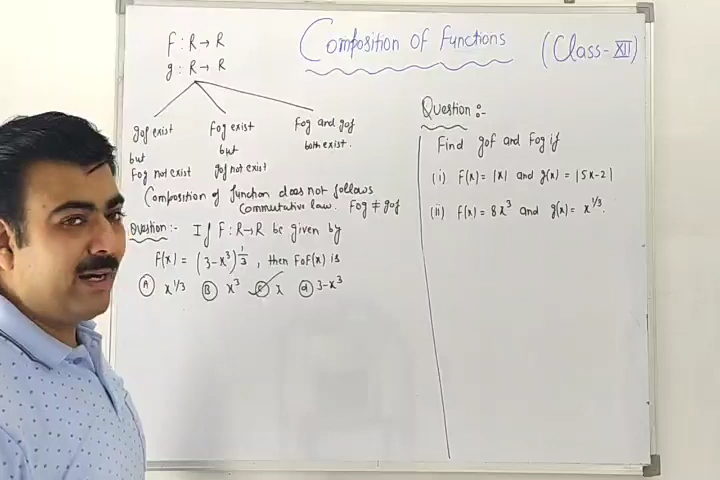 Composition Of Functions (Class-XII)
F : R → R
g : R → R
gof exist
but
Fog not exist
Fog exist
but
gof not exist
Fog and gof
both exist.
Composition of function does not follows
Commutative law. Fog ≠ gof
Question :- If F : R→R be given by
F(x) = (3-x³)^{1/3}, then FoF(x) is
(A) x^{1/3} (B) x³ (C) x (d) 3-x³
Question :-
Find gof and Fog if
(i) F(x) = |x| and g(x) = |5x-2|
(ii) F(x) = 8x³ and g(x) = x^{1/3}.